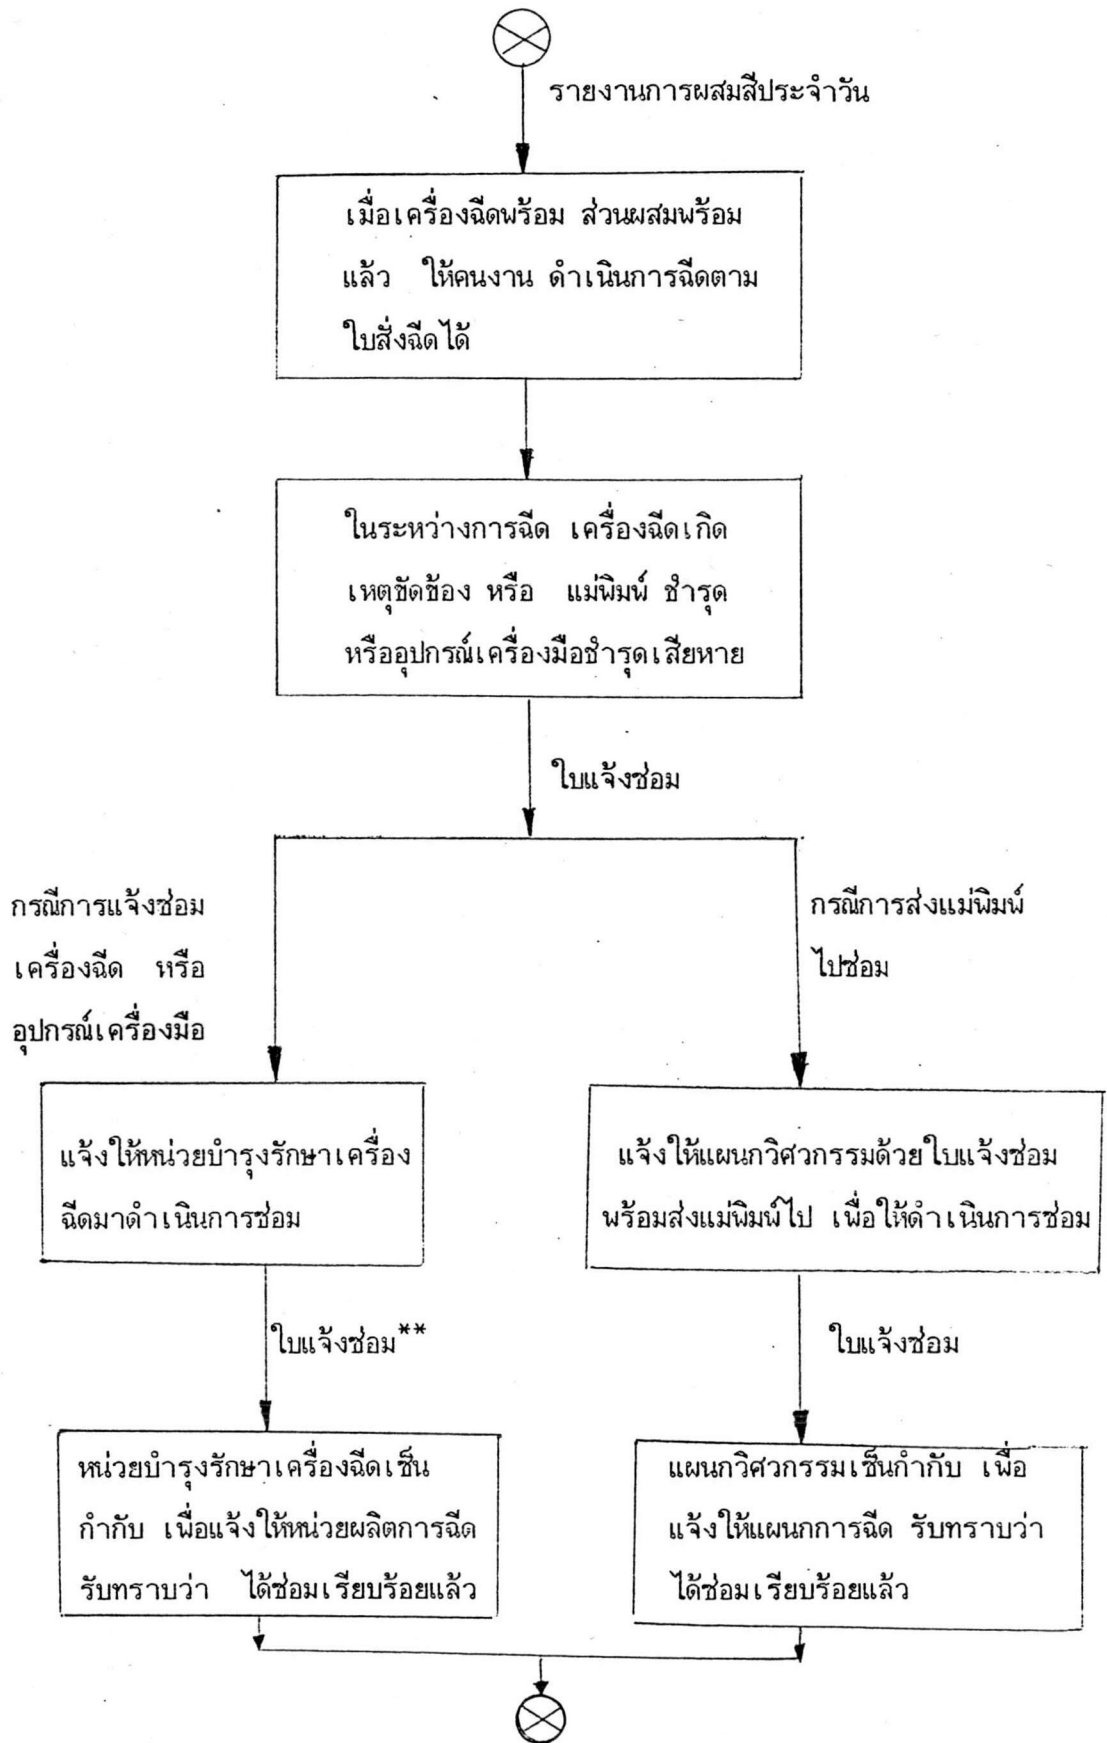 รายงานการผสมสีประจำวัน
เมื่อเครื่องฉีดพร้อม ส่วนผสมพร้อม
แล้ว ให้คนงาน ดำเนินการฉีดตาม
ใบสั่งฉีดได้
ในระหว่างการฉีด เครื่องฉีดเกิด
เหตุขัดข้อง หรือ แม่พิมพ์ ชำรุด
หรืออุปกรณ์เครื่องมือชำรุดเสียหาย
ใบแจ้งซ่อม
กรณีการแจ้งซ่อม
เครื่องฉีด หรือ
อุปกรณ์เครื่องมือ
กรณีการส่งแม่พิมพ์
ไปซ่อม
แจ้งให้หน่วยบำรุงรักษาเครื่อง
ฉีดมาดำเนินการซ่อม
แจ้งให้แผนกวิศวกรรมด้วยใบแจ้งซ่อม
พร้อมส่งแม่พิมพ์ไป เพื่อให้ดำเนินการซ่อม
ใบแจ้งซ่อม**
ใบแจ้งซ่อม
หน่วยบำรุงรักษาเครื่องฉีดเซ็น
กำกับ เพื่อแจ้งให้หน่วยผลิตการฉีด
รับทราบว่า ได้ซ่อมเรียบร้อยแล้ว
แผนกวิศวกรรมเซ็นกำกับ เพื่อ
แจ้งให้แผนกการฉีด รับทราบว่า
ได้ซ่อมเรียบร้อยแล้ว